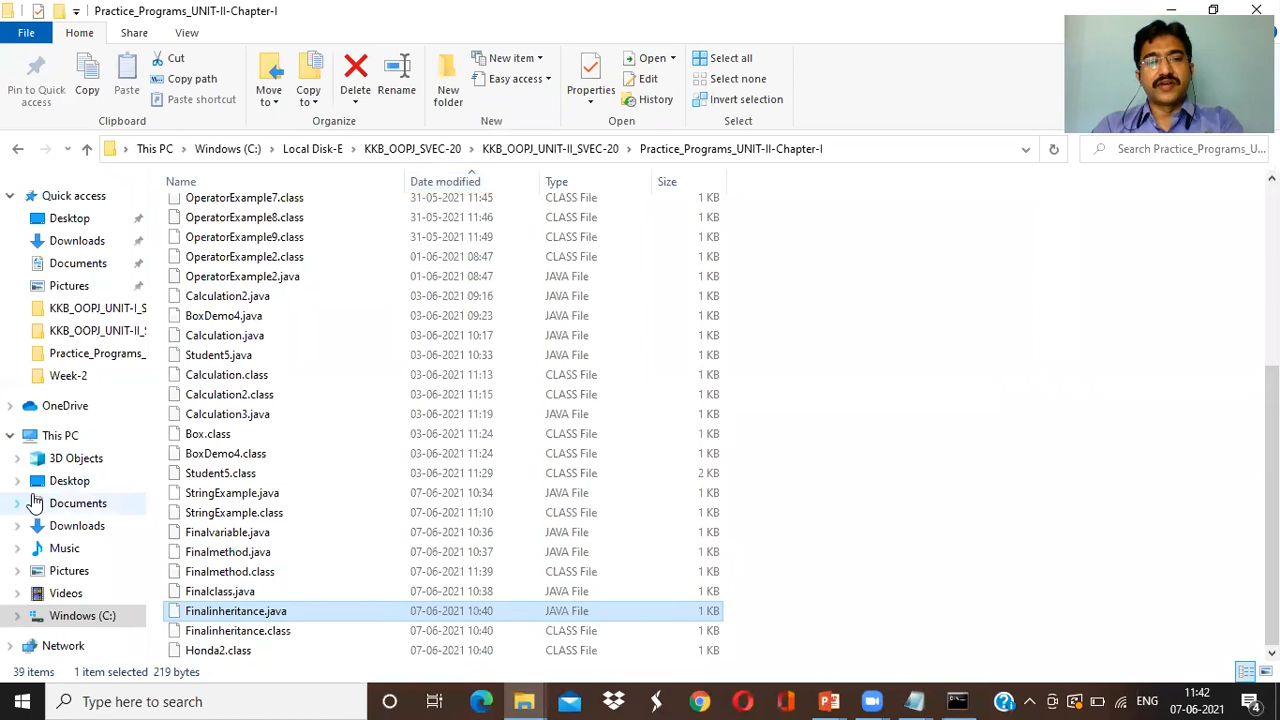 Practice_Programs_UNIT-II-Chapter-I
File Home Share View
Pin to Quick access
Copy
Paste
Cut
Copy path
Paste shortcut
Clipboard
Move to
Copy to
Delete
Rename
Organize
New folder
New item
Easy access
New
Properties
Open
Edit
History
Open
Select all
Select none
Invert selection
Select
This PC Windows (C:) Local Disk-E KKB_OOPJ_SVEC-20 KKB_OOPJ_UNIT-II_SVEC-20 Practice_Programs_UNIT-II-Chapter-I
Search Practice_Programs_U...
Quick access
Desktop
Downloads
Documents
Pictures
KKB_OOPJ_UNIT-I_S
KKB_OOPJ_UNIT-II_S
Practice_Programs_
Week-2
OneDrive
This PC
3D Objects
Desktop
Documents
Downloads
Music
Pictures
Videos
Windows (C:)
Network
Name Date modified Type Size
OperatorExample7.class 31-05-2021 11:45 CLASS File 1 KB
OperatorExample8.class 31-05-2021 11:46 CLASS File 1 KB
OperatorExample9.class 31-05-2021 11:49 CLASS File 1 KB
OperatorExample2.class 01-06-2021 08:47 CLASS File 1 KB
OperatorExample2.java 01-06-2021 08:47 JAVA File 1 KB
Calculation2.java 03-06-2021 09:16 JAVA File 1 KB
BoxDemo4.java 03-06-2021 09:23 JAVA File 1 KB
Calculation.java 03-06-2021 10:17 JAVA File 1 KB
Student5.java 03-06-2021 10:33 JAVA File 1 KB
Calculation.class 03-06-2021 11:13 CLASS File 1 KB
Calculation2.class 03-06-2021 11:15 CLASS File 1 KB
Calculation3.java 03-06-2021 11:19 JAVA File 1 KB
Box.class 03-06-2021 11:24 CLASS File 1 KB
BoxDemo4.class 03-06-2021 11:24 CLASS File 1 KB
Student5.class 03-06-2021 11:29 CLASS File 2 KB
StringExample.java 07-06-2021 10:34 JAVA File 1 KB
StringExample.class 07-06-2021 11:10 CLASS File 1 KB
Finalvariable.java 07-06-2021 10:36 JAVA File 1 KB
Finalmethod.java 07-06-2021 10:37 JAVA File 1 KB
Finalmethod.class 07-06-2021 11:39 CLASS File 1 KB
Finalclass.java 07-06-2021 10:38 JAVA File 1 KB
Finalinheritance.java 07-06-2021 10:40 JAVA File 1 KB
Finalinheritance.class 07-06-2021 10:40 CLASS File 1 KB
Honda2.class 07-06-2021 10:40 CLASS File 1 KB
39 items 1 item selected 219 bytes
Type here to search
ENG
11:42
07-06-2021
4